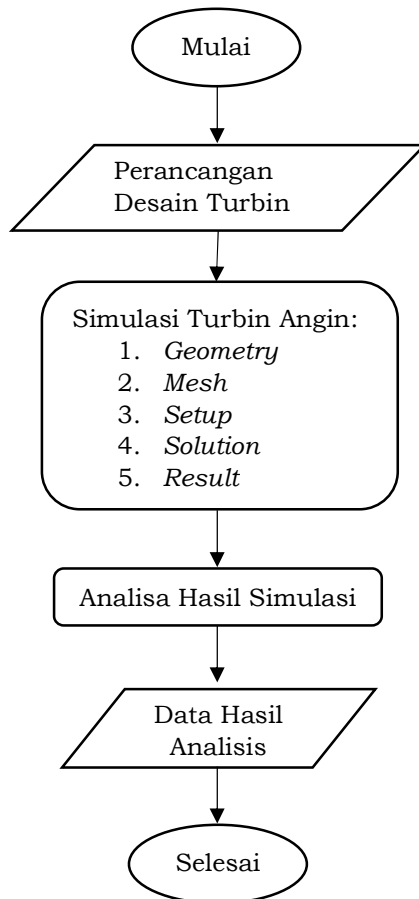 Mulai
Perancangan
Desain Turbin
Simulasi Turbin Angin:
1. Geometry
2. Mesh
3. Setup
4. Solution
5. Result
Analisa Hasil Simulasi
Data Hasil
Analisis
Selesai